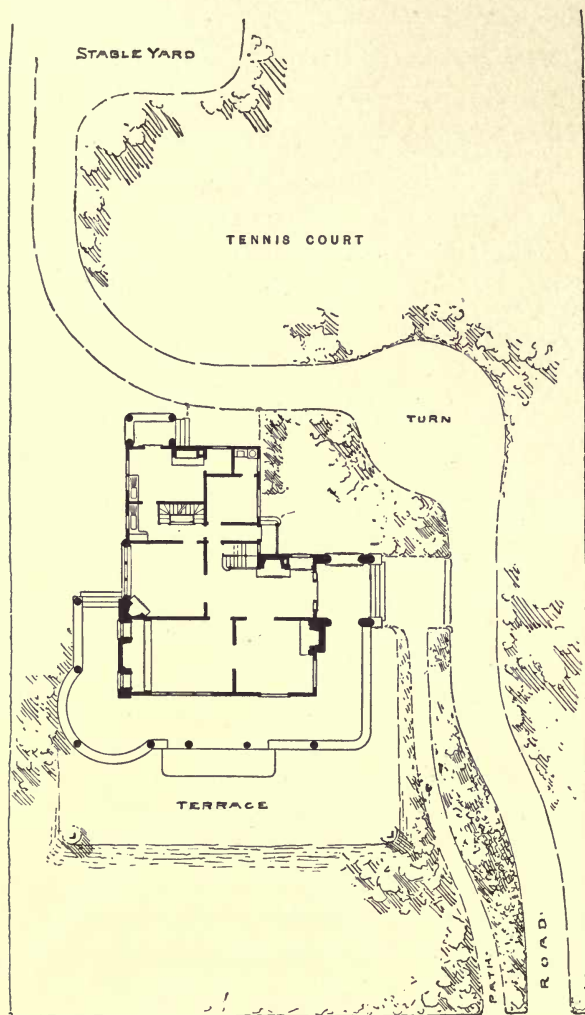 STABLE YARD
TENNIS COURT
TURN
TERRACE
PATH.
ROAD.